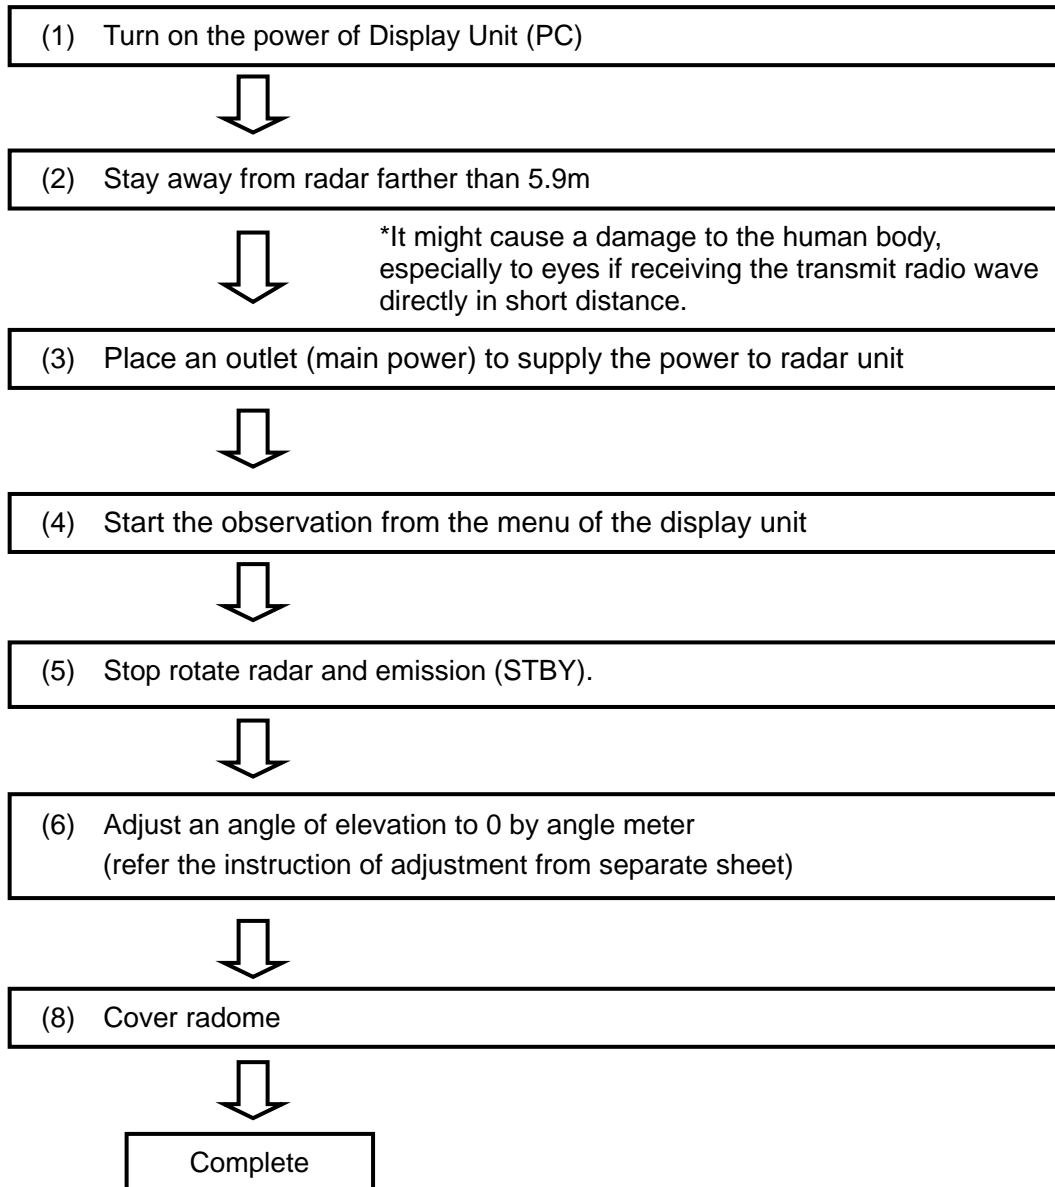 (1) Turn on the power of Display Unit (PC)
(2) Stay away from radar farther than 5.9m
*It might cause a damage to the human body,
especially to eyes if receiving the transmit radio wave
directly in short distance.
(3) Place an outlet (main power) to supply the power to radar unit
(4) Start the observation from the menu of the display unit
(5) Stop rotate radar and emission (STBY).
(6) Adjust an angle of elevation to 0 by angle meter
(refer the instruction of adjustment from separate sheet)
(8) Cover radome
Complete